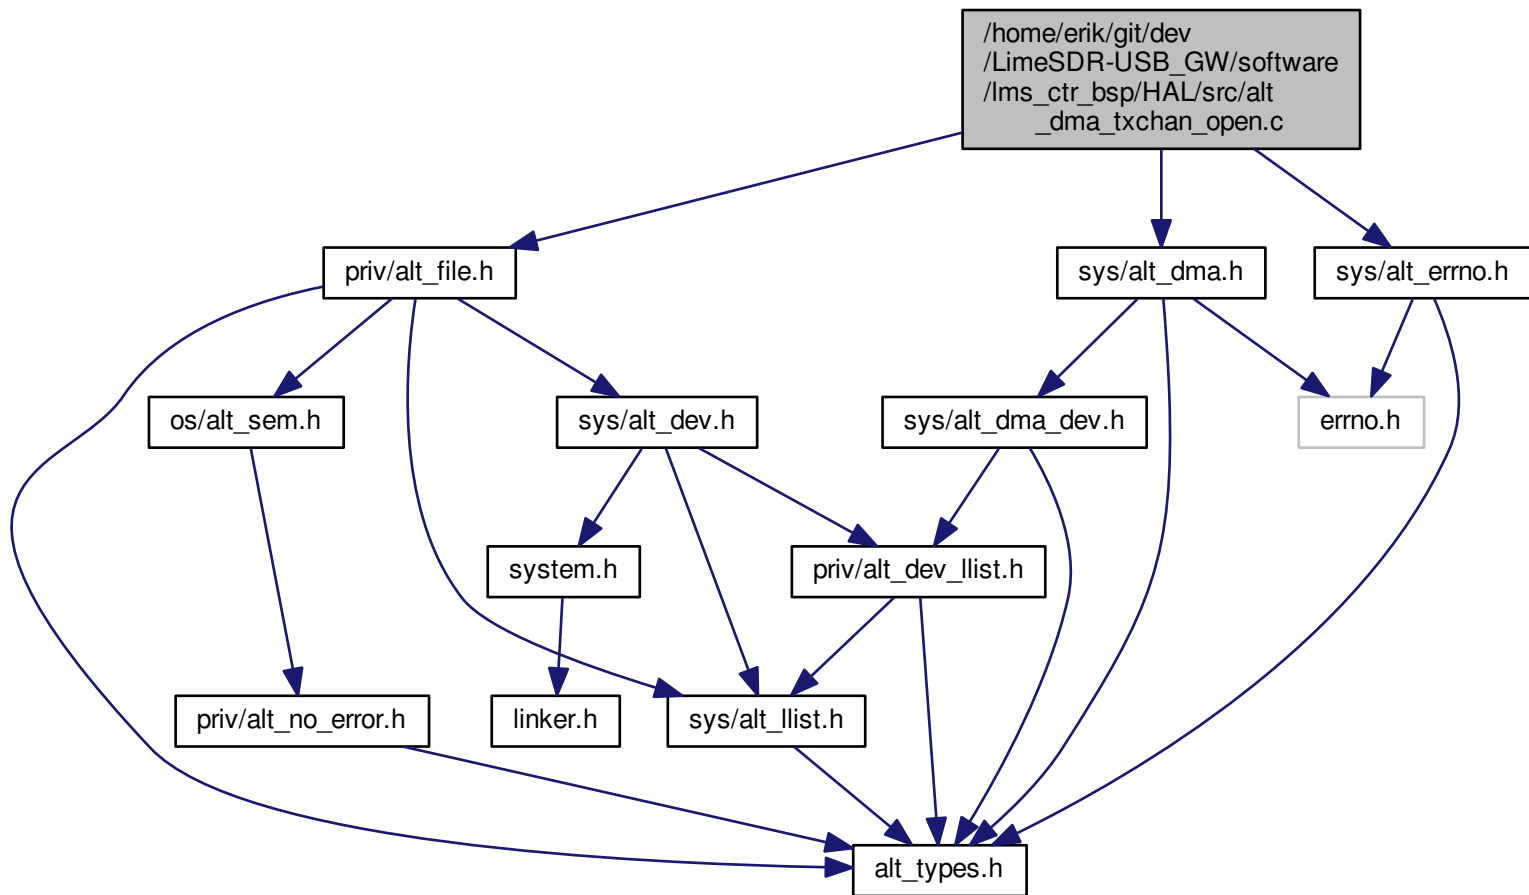 /home/erik/git/dev
/LimeSDR-USB_GW/software
/lms_ctr_bsp/HAL/src/alt
_dma_txchan_open.c
priv/alt_file.h
sys/alt_dma.h
sys/alt_errno.h
os/alt_sem.h
sys/alt_dev.h
sys/alt_dma_dev.h
errno.h
system.h
priv/alt_dev_llist.h
priv/alt_no_error.h
linker.h
sys/alt_llist.h
alt_types.h